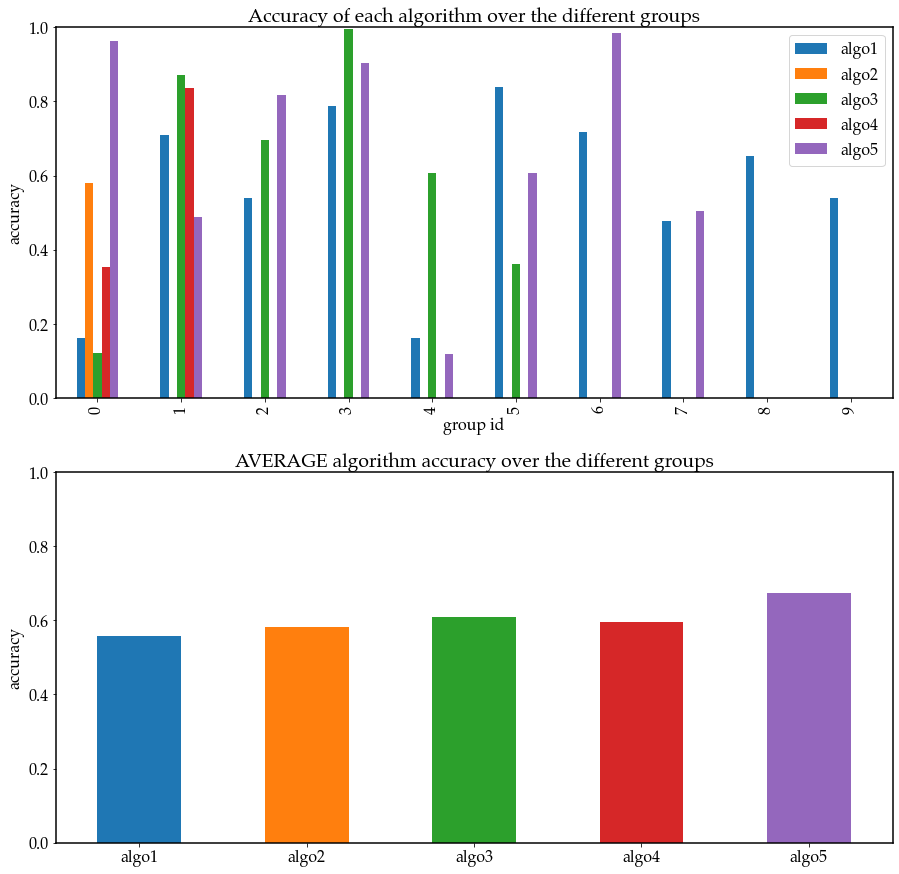 Accuracy of each algorithm over the different groups
1.0
0.8
0.6
0.4
0.2
0.0
accuracy
algo1
algo2
algo3
algo4
algo5
0 1 2 3 4 5 6 7 8 9
group id
AVERAGE algorithm accuracy over the different groups
1.0
0.8
0.6
0.4
0.2
0.0
accuracy
algo1 algo2 algo3 algo4 algo5